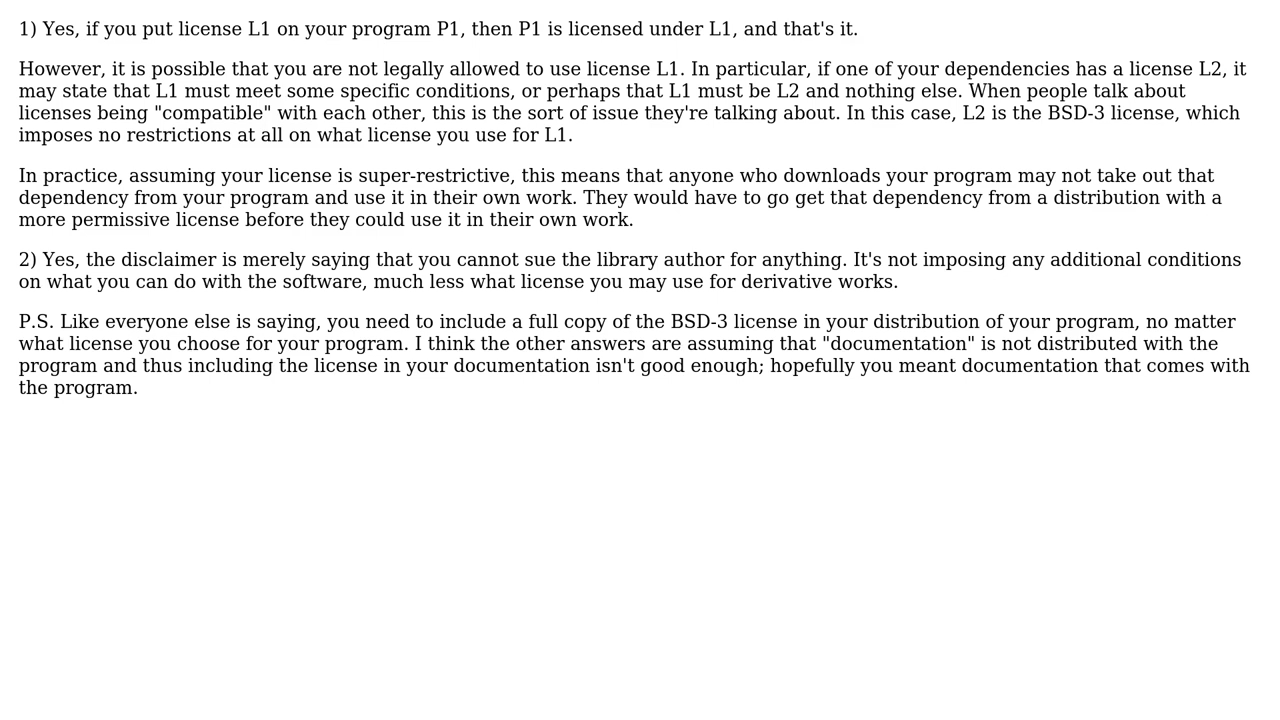 1) Yes, if you put license L1 on your program P1, then P1 is licensed under L1, and that's it.
However, it is possible that you are not legally allowed to use license L1. In particular, if one of your dependencies has a license L2, it
may state that L1 must meet some specific conditions, or perhaps that L1 must be L2 and nothing else. When people talk about
licenses being "compatible" with each other, this is the sort of issue they're talking about. In this case, L2 is the BSD-3 license, which
imposes no restrictions at all on what license you use for L1.
In practice, assuming your license is super-restrictive, this means that anyone who downloads your program may not take out that
dependency from your program and use it in their own work. They would have to go get that dependency from a distribution with a
more permissive license before they could use it in their own work.
2) Yes, the disclaimer is merely saying that you cannot sue the library author for anything. It's not imposing any additional conditions
on what you can do with the software, much less what license you may use for derivative works.
P.S. Like everyone else is saying, you need to include a full copy of the BSD-3 license in your distribution of your program, no matter
what license you choose for your program. I think the other answers are assuming that "documentation" is not distributed with the
program and thus including the license in your documentation isn't good enough; hopefully you meant documentation that comes with
the program.